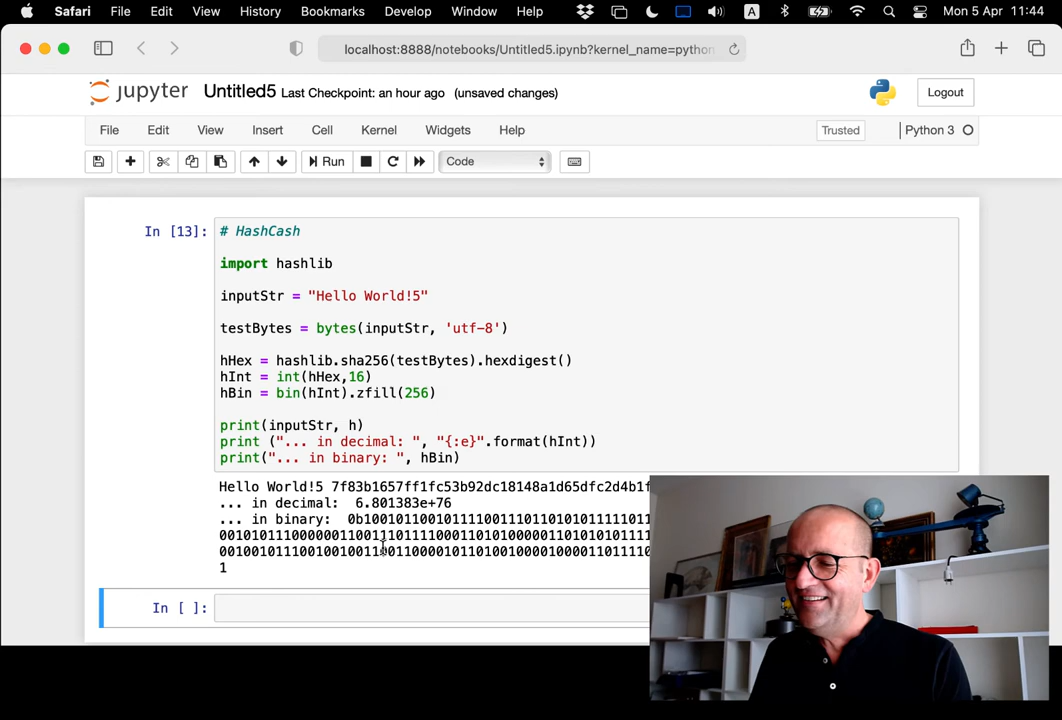 Safari File Edit View History Bookmarks Develop Window Help A Mon 5 Apr 11:44
localhost:8888/notebooks/Untitled5.ipynb?kernel_name=python
jupyter Untitled5 Last Checkpoint: an hour ago (unsaved changes) Logout
File Edit View Insert Cell Kernel Widgets Help Trusted Python 3
Run Code
In [13]: # HashCash
import hashlib
inputStr = "Hello World!5"
testBytes = bytes(inputStr, 'utf-8')
hHex = hashlib.sha256(testBytes).hexdigest()
hInt = int(hHex,16)
hBin = bin(hInt).zfill(256)
print(inputStr, h)
print ("... in decimal: ", "{:e}".format(hInt))
print("... in binary: ", hBin)
Hello World!5 7f83b1657ff1fc53b92dc18148a1d65dfc2d4b1f
... in decimal: 6.801383e+76
... in binary:
1
In [ ]: